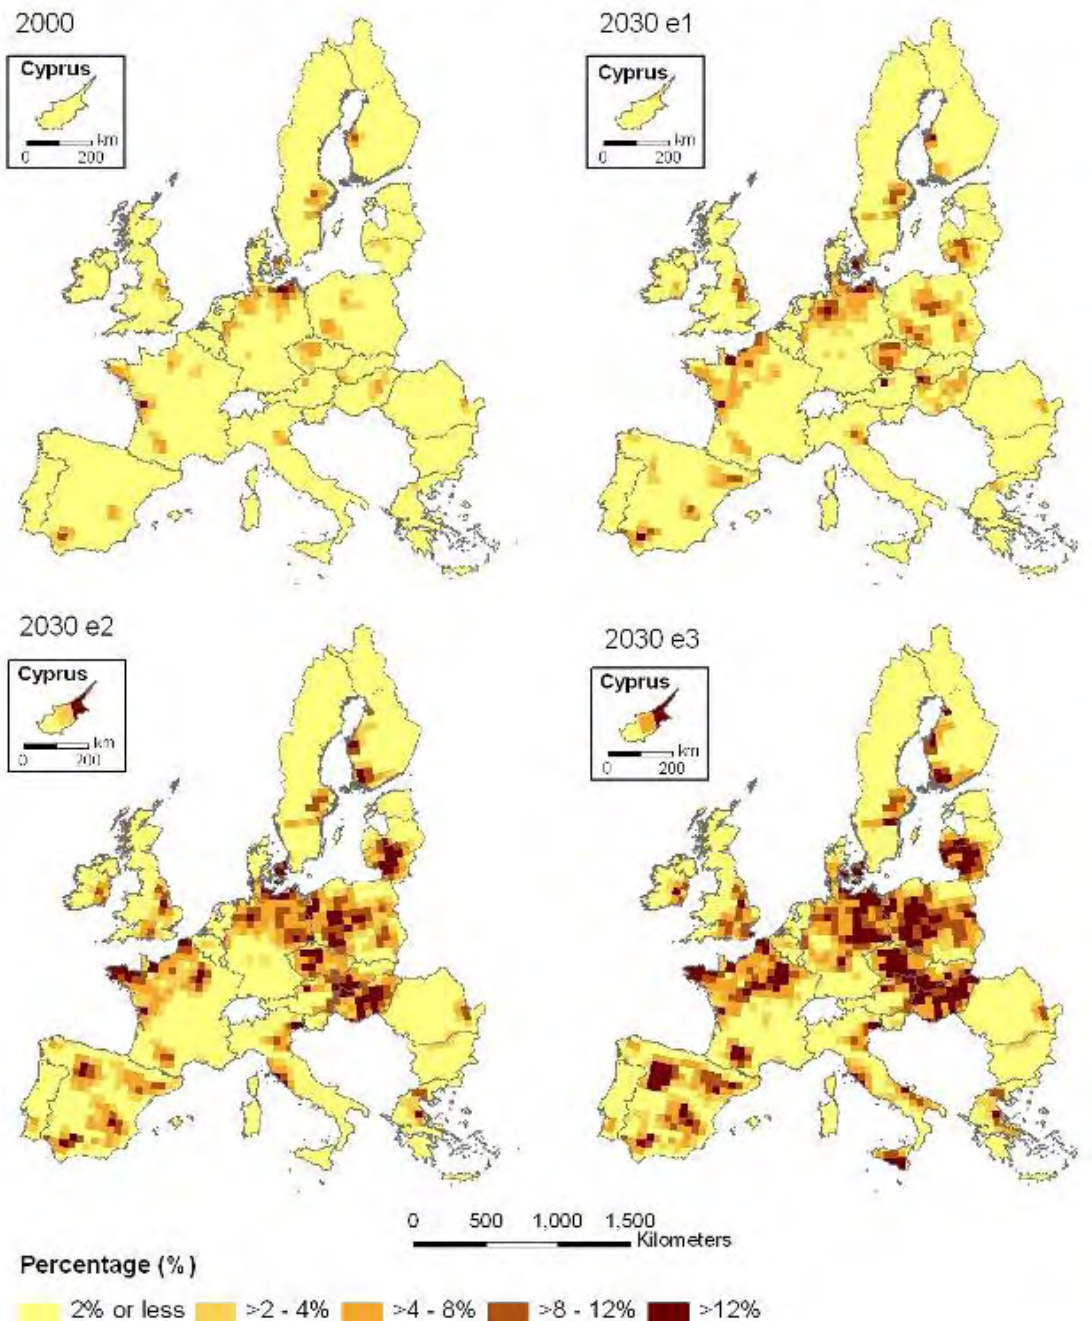 2000
Cyprus
km
0 200
2030 e1
Cyprus
km
0 200
2030 e2
Cyprus
km
0 200
2030 e3
Cyprus
km
0 200
0 500 1,000 1,500
Kilometers
Percentage (%)
2% or less >2 - 4% >4 - 8% >8 - 12% >12%